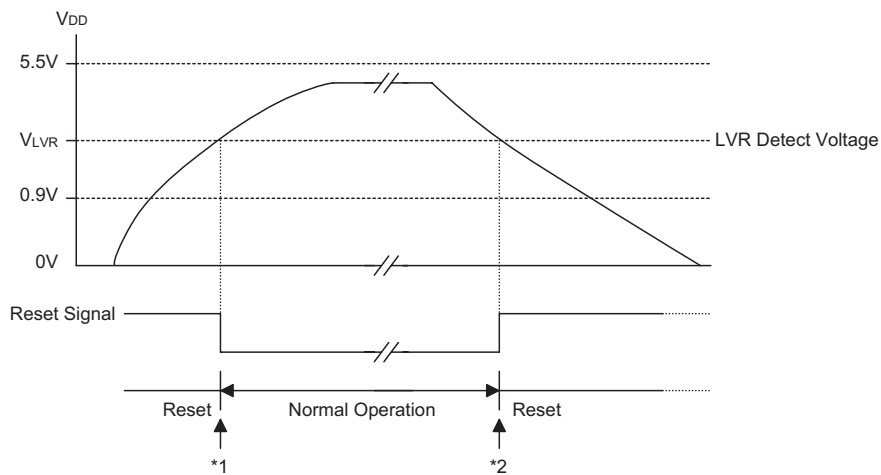 VDD
5.5V
VLVR
LVR Detect Voltage
0.9V
0V
Reset Signal
Reset
Normal Operation
Reset
*1
*2